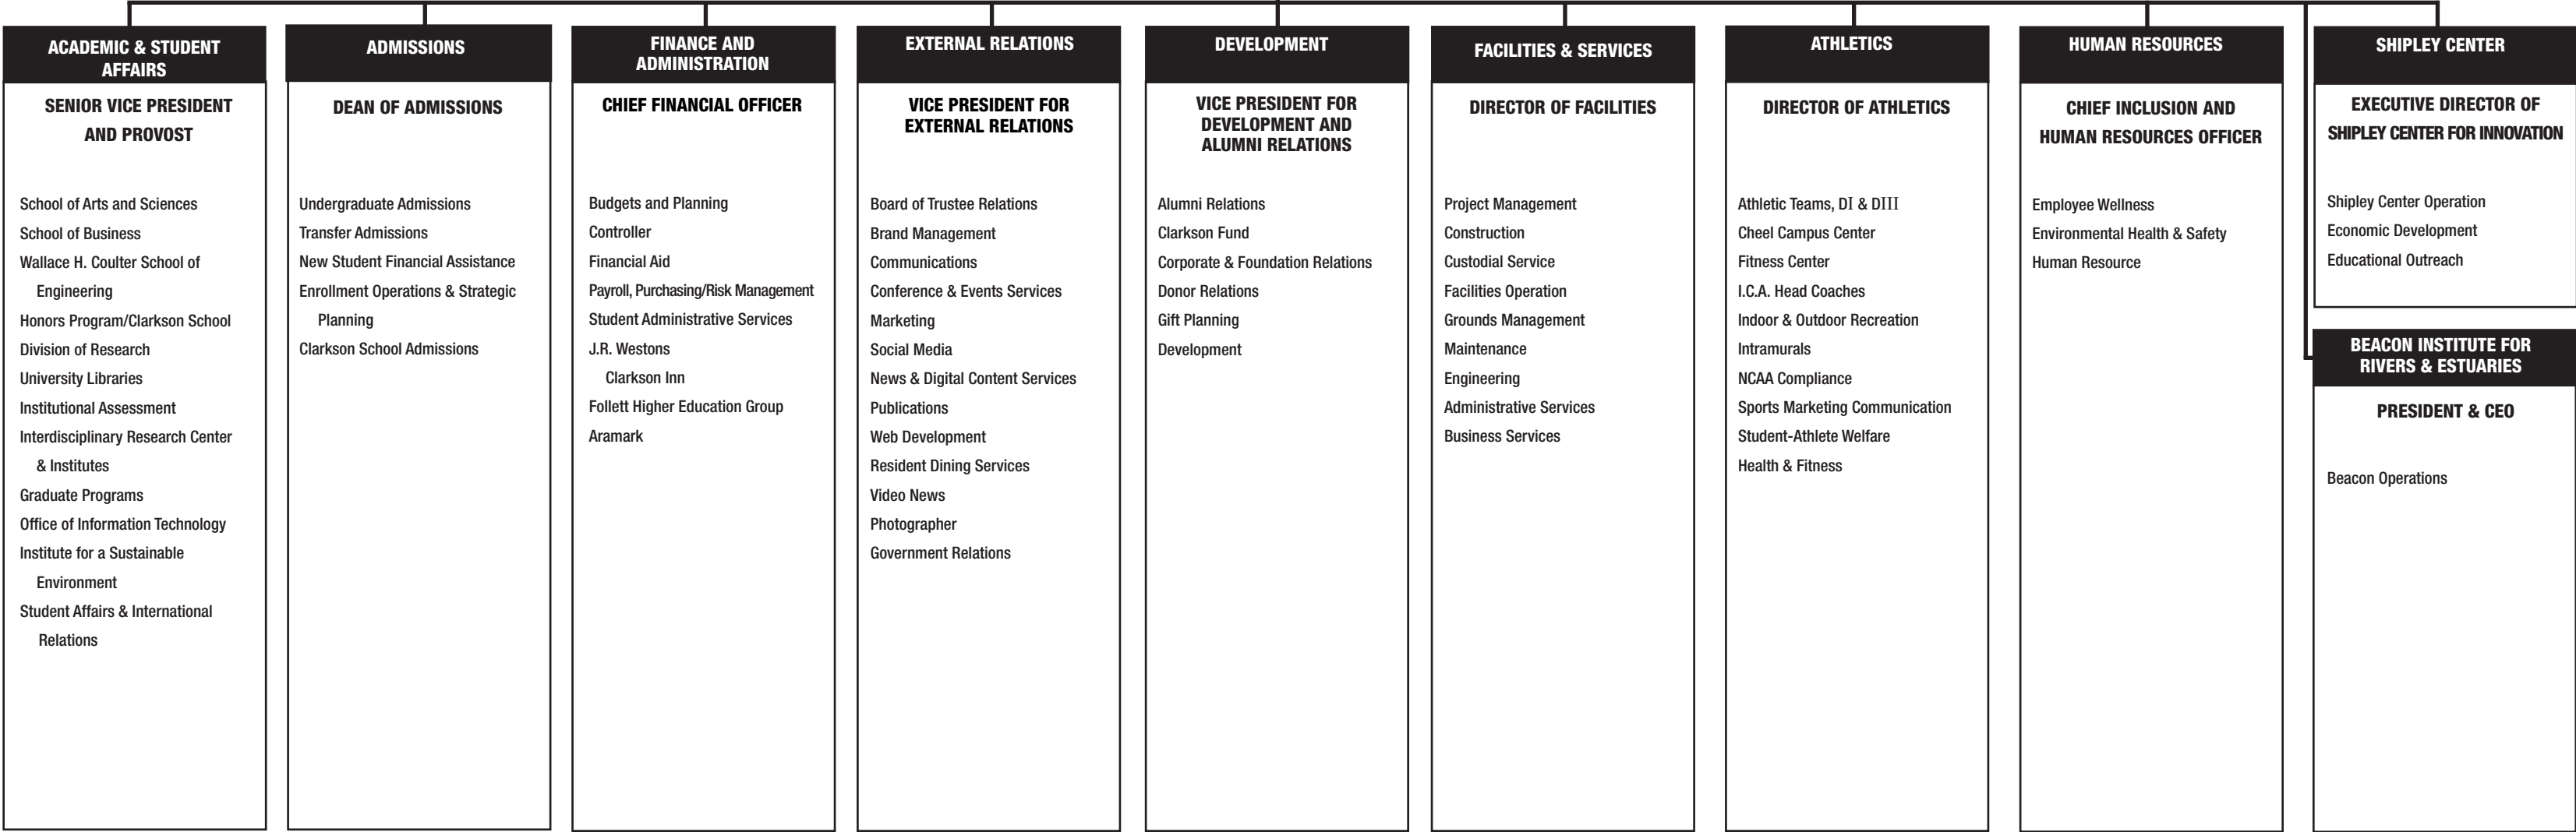 ACADEMIC & STUDENT
AFFAIRS
SENIOR VICE PRESIDENT
AND PROVOST
School of Arts and Sciences
School of Business
Wallace H. Coulter School of
Engineering
Honors Program/Clarkson School
Division of Research
University Libraries
Institutional Assessment
Interdisciplinary Research Center
& Institutes
Graduate Programs
Office of Information Technology
Institute for a Sustainable
Environment
Student Affairs & International
Relations
ADMISSIONS
DEAN OF ADMISSIONS
Undergraduate Admissions
Transfer Admissions
New Student Financial Assistance
Enrollment Operations & Strategic
Planning
Clarkson School Admissions
FINANCE AND
ADMINISTRATION
CHIEF FINANCIAL OFFICER
Budgets and Planning
Controller
Financial Aid
Payroll, Purchasing/Risk Management
Student Administrative Services
J.R. Westons
Clarkson Inn
Follett Higher Education Group
Aramark
EXTERNAL RELATIONS
VICE PRESIDENT FOR
EXTERNAL RELATIONS
Board of Trustee Relations
Brand Management
Communications
Conference & Events Services
Marketing
Social Media
News & Digital Content Services
Publications
Web Development
Resident Dining Services
Video News
Photographer
Government Relations
DEVELOPMENT
VICE PRESIDENT FOR
DEVELOPMENT AND
ALUMNI RELATIONS
Alumni Relations
Clarkson Fund
Corporate & Foundation Relations
Donor Relations
Gift Planning
Development
FACILITIES & SERVICES
DIRECTOR OF FACILITIES
Project Management
Construction
Custodial Service
Facilities Operation
Grounds Management
Maintenance
Engineering
Administrative Services
Business Services
ATHLETICS
DIRECTOR OF ATHLETICS
Athletic Teams, DI & DIII
Cheel Campus Center
Fitness Center
I.C.A. Head Coaches
Indoor & Outdoor Recreation
Intramurals
NCAA Compliance
Sports Marketing Communication
Student-Athlete Welfare
Health & Fitness
HUMAN RESOURCES
CHIEF INCLUSION AND
HUMAN RESOURCES OFFICER
Employee Wellness
Environmental Health & Safety
Human Resource
SHIPLEY CENTER
EXECUTIVE DIRECTOR OF
SHIPLEY CENTER FOR INNOVATION
Shipley Center Operation
Economic Development
Educational Outreach
BEACON INSTITUTE FOR
RIVERS & ESTUARIES
PRESIDENT & CEO
Beacon Operations